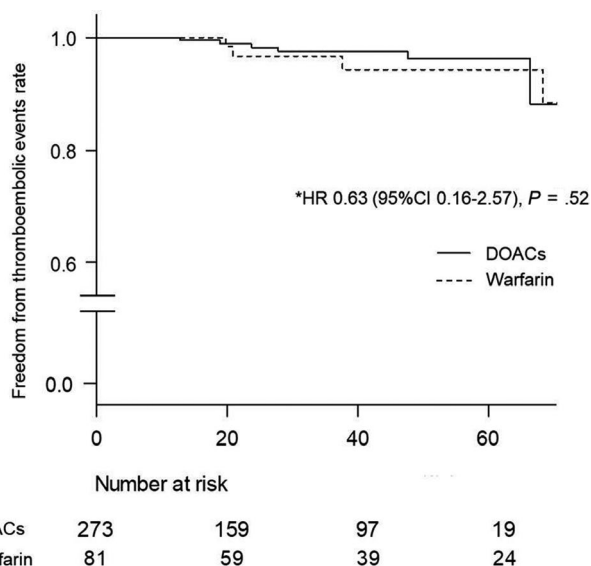 Freedom from thromboembolic events rate
1.0
0.8
*HR 0.63 (95%CI 0.16-2.57), P = .52
DOACs
0.6
Warfarin
0.0
0 20 40 60
Number at risk
ACs 273 159 97 19
farin 81 59 39 24